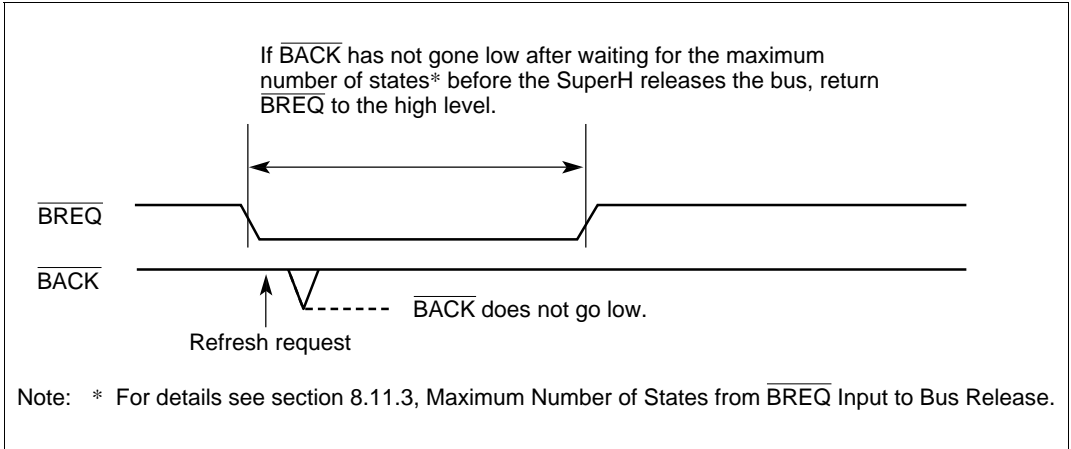 If BACK has not gone low after waiting for the maximum
number of states* before the SuperH releases the bus, return
BREQ to the high level.
BREQ
BACK
BACK does not go low.
Refresh request
Note: * For details see section 8.11.3, Maximum Number of States from BREQ Input to Bus Release.